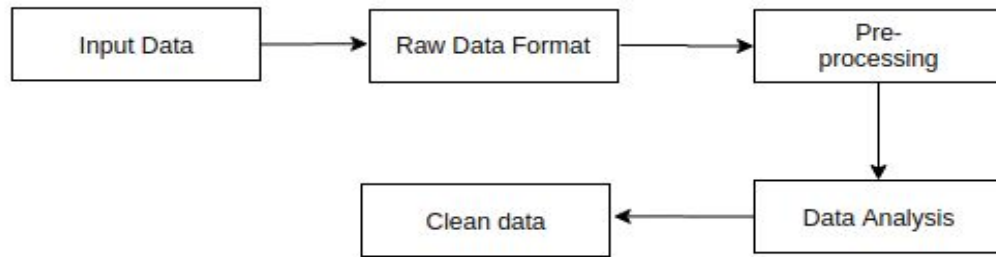 Input Data
Raw Data Format
Pre-
processing
Clean data
Data Analysis